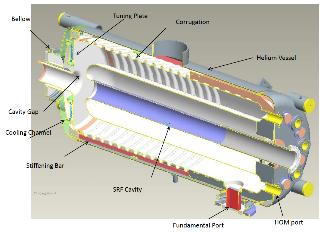 Bellow
Tuning Plate
Corrugation
Helium Vessel
Cavity Gap
Cooling Channel
Stiffening Bar
SRF Cavity
Fundamental Port
HOM port